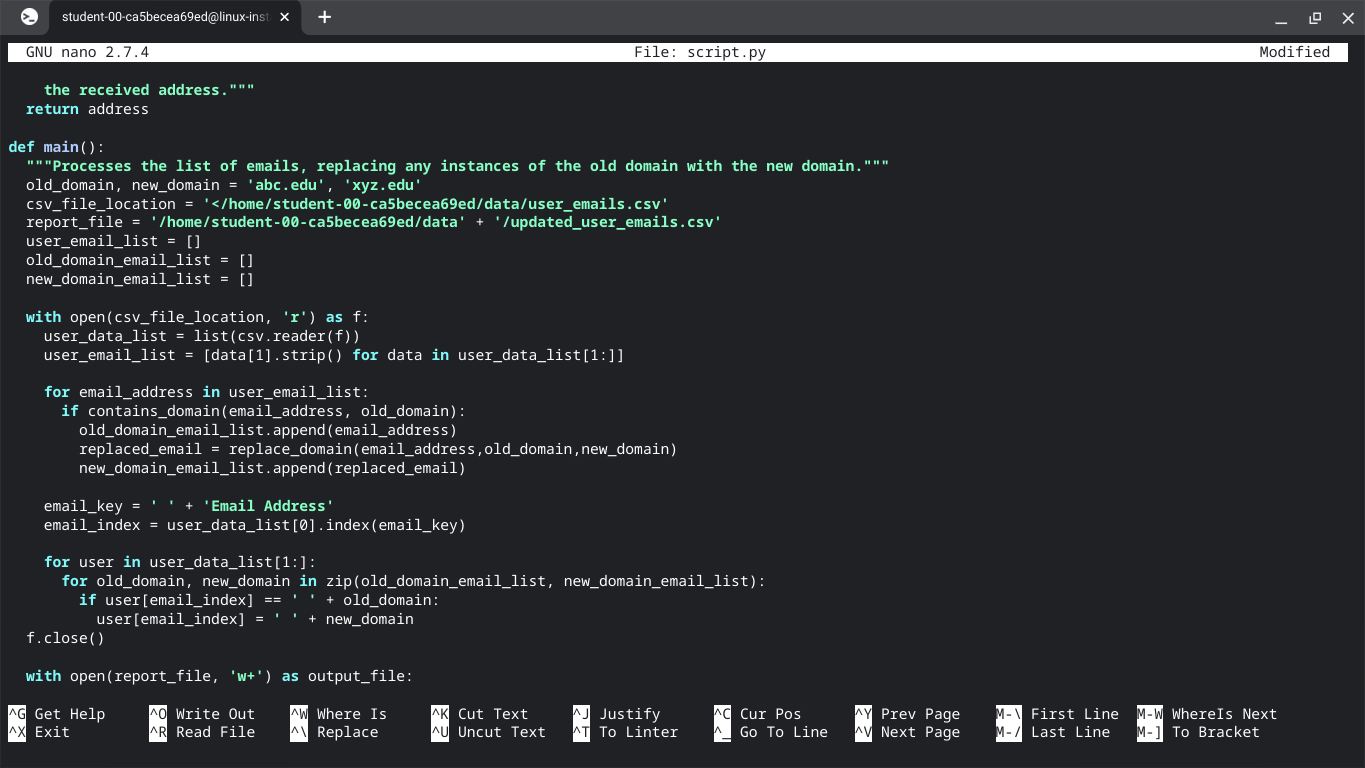 student-00-ca5becea69ed@linux-inst
GNU nano 2.7.4 File: script.py Modified
the received address."""
return address
def main():
"""Processes the list of emails, replacing any instances of the old domain with the new domain."""
old_domain, new_domain = 'abc.edu', 'xyz.edu'
csv_file_location = '</home/student-00-ca5becea69ed/data/user_emails.csv'
report_file = '/home/student-00-ca5becea69ed/data' + '/updated_user_emails.csv'
user_email_list = []
old_domain_email_list = []
new_domain_email_list = []
with open(csv_file_location, 'r') as f:
user_data_list = list(csv.reader(f))
user_email_list = [data[1].strip() for data in user_data_list[1:]]
for email_address in user_email_list:
if contains_domain(email_address, old_domain):
old_domain_email_list.append(email_address)
replaced_email = replace_domain(email_address,old_domain,new_domain)
new_domain_email_list.append(replaced_email)
email_key = ' ' + 'Email Address'
email_index = user_data_list[0].index(email_key)
for user in user_data_list[1:]:
for old_domain, new_domain in zip(old_domain_email_list, new_domain_email_list):
if user[email_index] == ' ' + old_domain:
user[email_index] = ' ' + new_domain
f.close()
with open(report_file, 'w+') as output_file:
^G Get Help ^O Write Out ^W Where Is ^K Cut Text ^J Justify ^C Cur Pos ^Y Prev Page M-\ First Line M-W WhereIs Next
^X Exit ^R Read File ^\ Replace ^U Uncut Text ^T To Linter ^_ Go To Line ^V Next Page M-/ Last Line M-] To Bracket